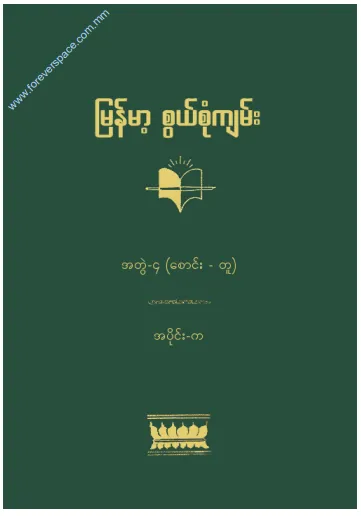 www.foreverspace.com.mm
မြန်မာ့ စွယ်စုံကျမ်း
အတွဲ-၄ (စောင်း - တူ)
အပိုင်း-က